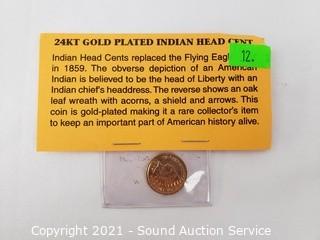 24KT GOLD PLATED INDIAN HEAD CENT
12.
Indian Head Cents replaced the Flying Eagle
in 1859. The obverse depiction of an American
Indian is believed to be the head of Liberty with an
Indian chief's headdress. The reverse shows an oak
leaf wreath with acorns, a shield and arrows. This
coin is gold-plating making it a rare collector's item
to keep an important part of American history alive.
Copyright 2021 - Sound Auction Service